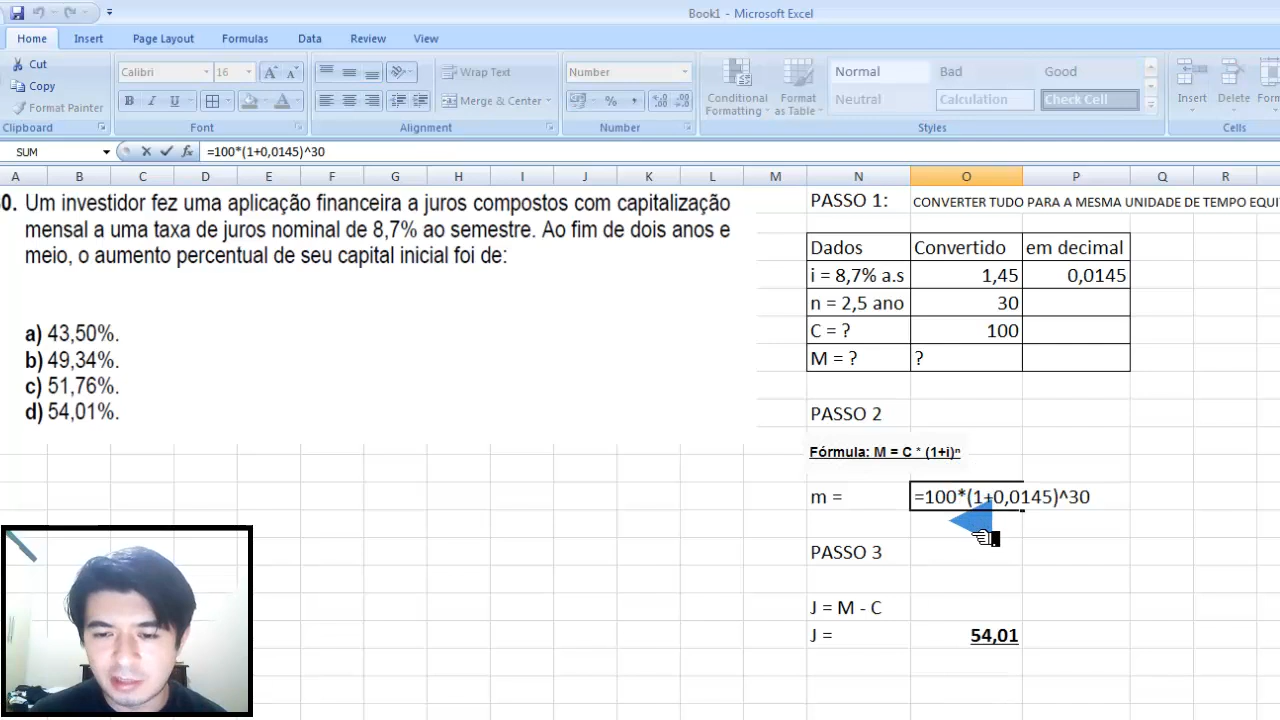 Book1 - Microsoft Excel
Home Insert Page Layout Formulas Data Review View
Cut
Copy
Format Painter
Calibri 16
B I U
A A
Wrap Text
Merge & Center
Number
% ,
Conditional Formatting
Format as Table
Normal Bad Good
Neutral Calculation Check Cell
Insert Delete
Clipboard Font Alignment Number Styles Cells
SUM fx =100*(1+0,0145)^30
A B C D E F G H I J K L M N O P Q R
0. Um investidor fez uma aplicação financeira a juros compostos com capitalização
mensal a uma taxa de juros nominal de 8,7% ao semestre. Ao fim de dois anos e
meio, o aumento percentual de seu capital inicial foi de:
a) 43,50%.
b) 49,34%.
c) 51,76%.
d) 54,01%.
PASSO 1: CONVERTER TUDO PARA A MESMA UNIDADE DE TEMPO EQUI
Dados Convertido em decimal
i = 8,7% a.s 1,45 0,0145
n = 2,5 ano 30
C = ? 100
M = ? ?
PASSO 2
Fórmula: M = C * (1+i)ⁿ
m = =100*(1+0,0145)^30
PASSO 3
J = M - C
J = 54,01